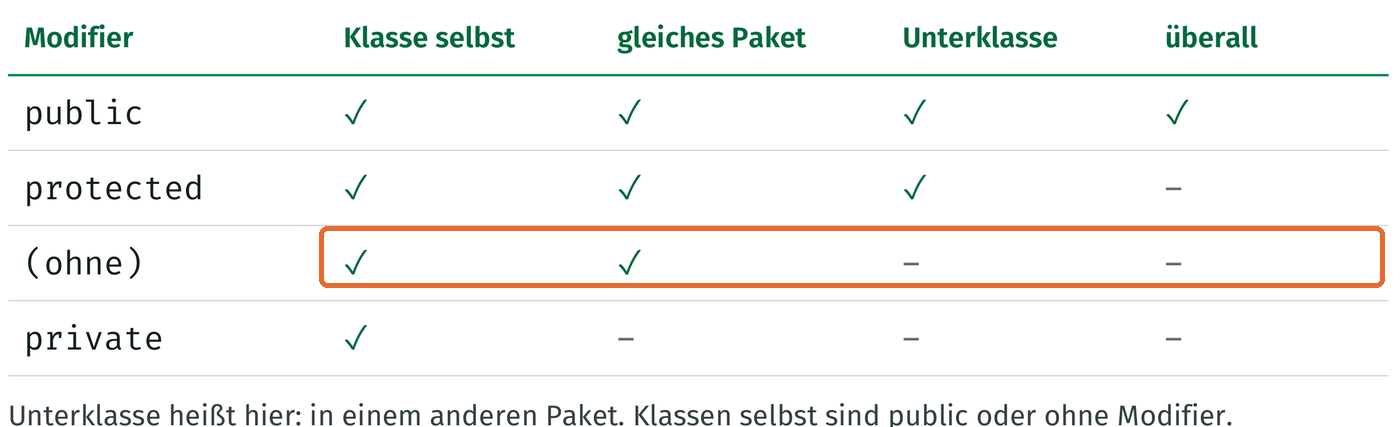 Modifier Klasse selbst gleiches Paket Unterklasse überall
public ✓ ✓ ✓ ✓
protected ✓ ✓ ✓ –
(ohne) ✓ ✓ – –
private ✓ – – –
Unterklasse heißt hier: in einem anderen Paket. Klassen selbst sind public oder ohne Modifier.